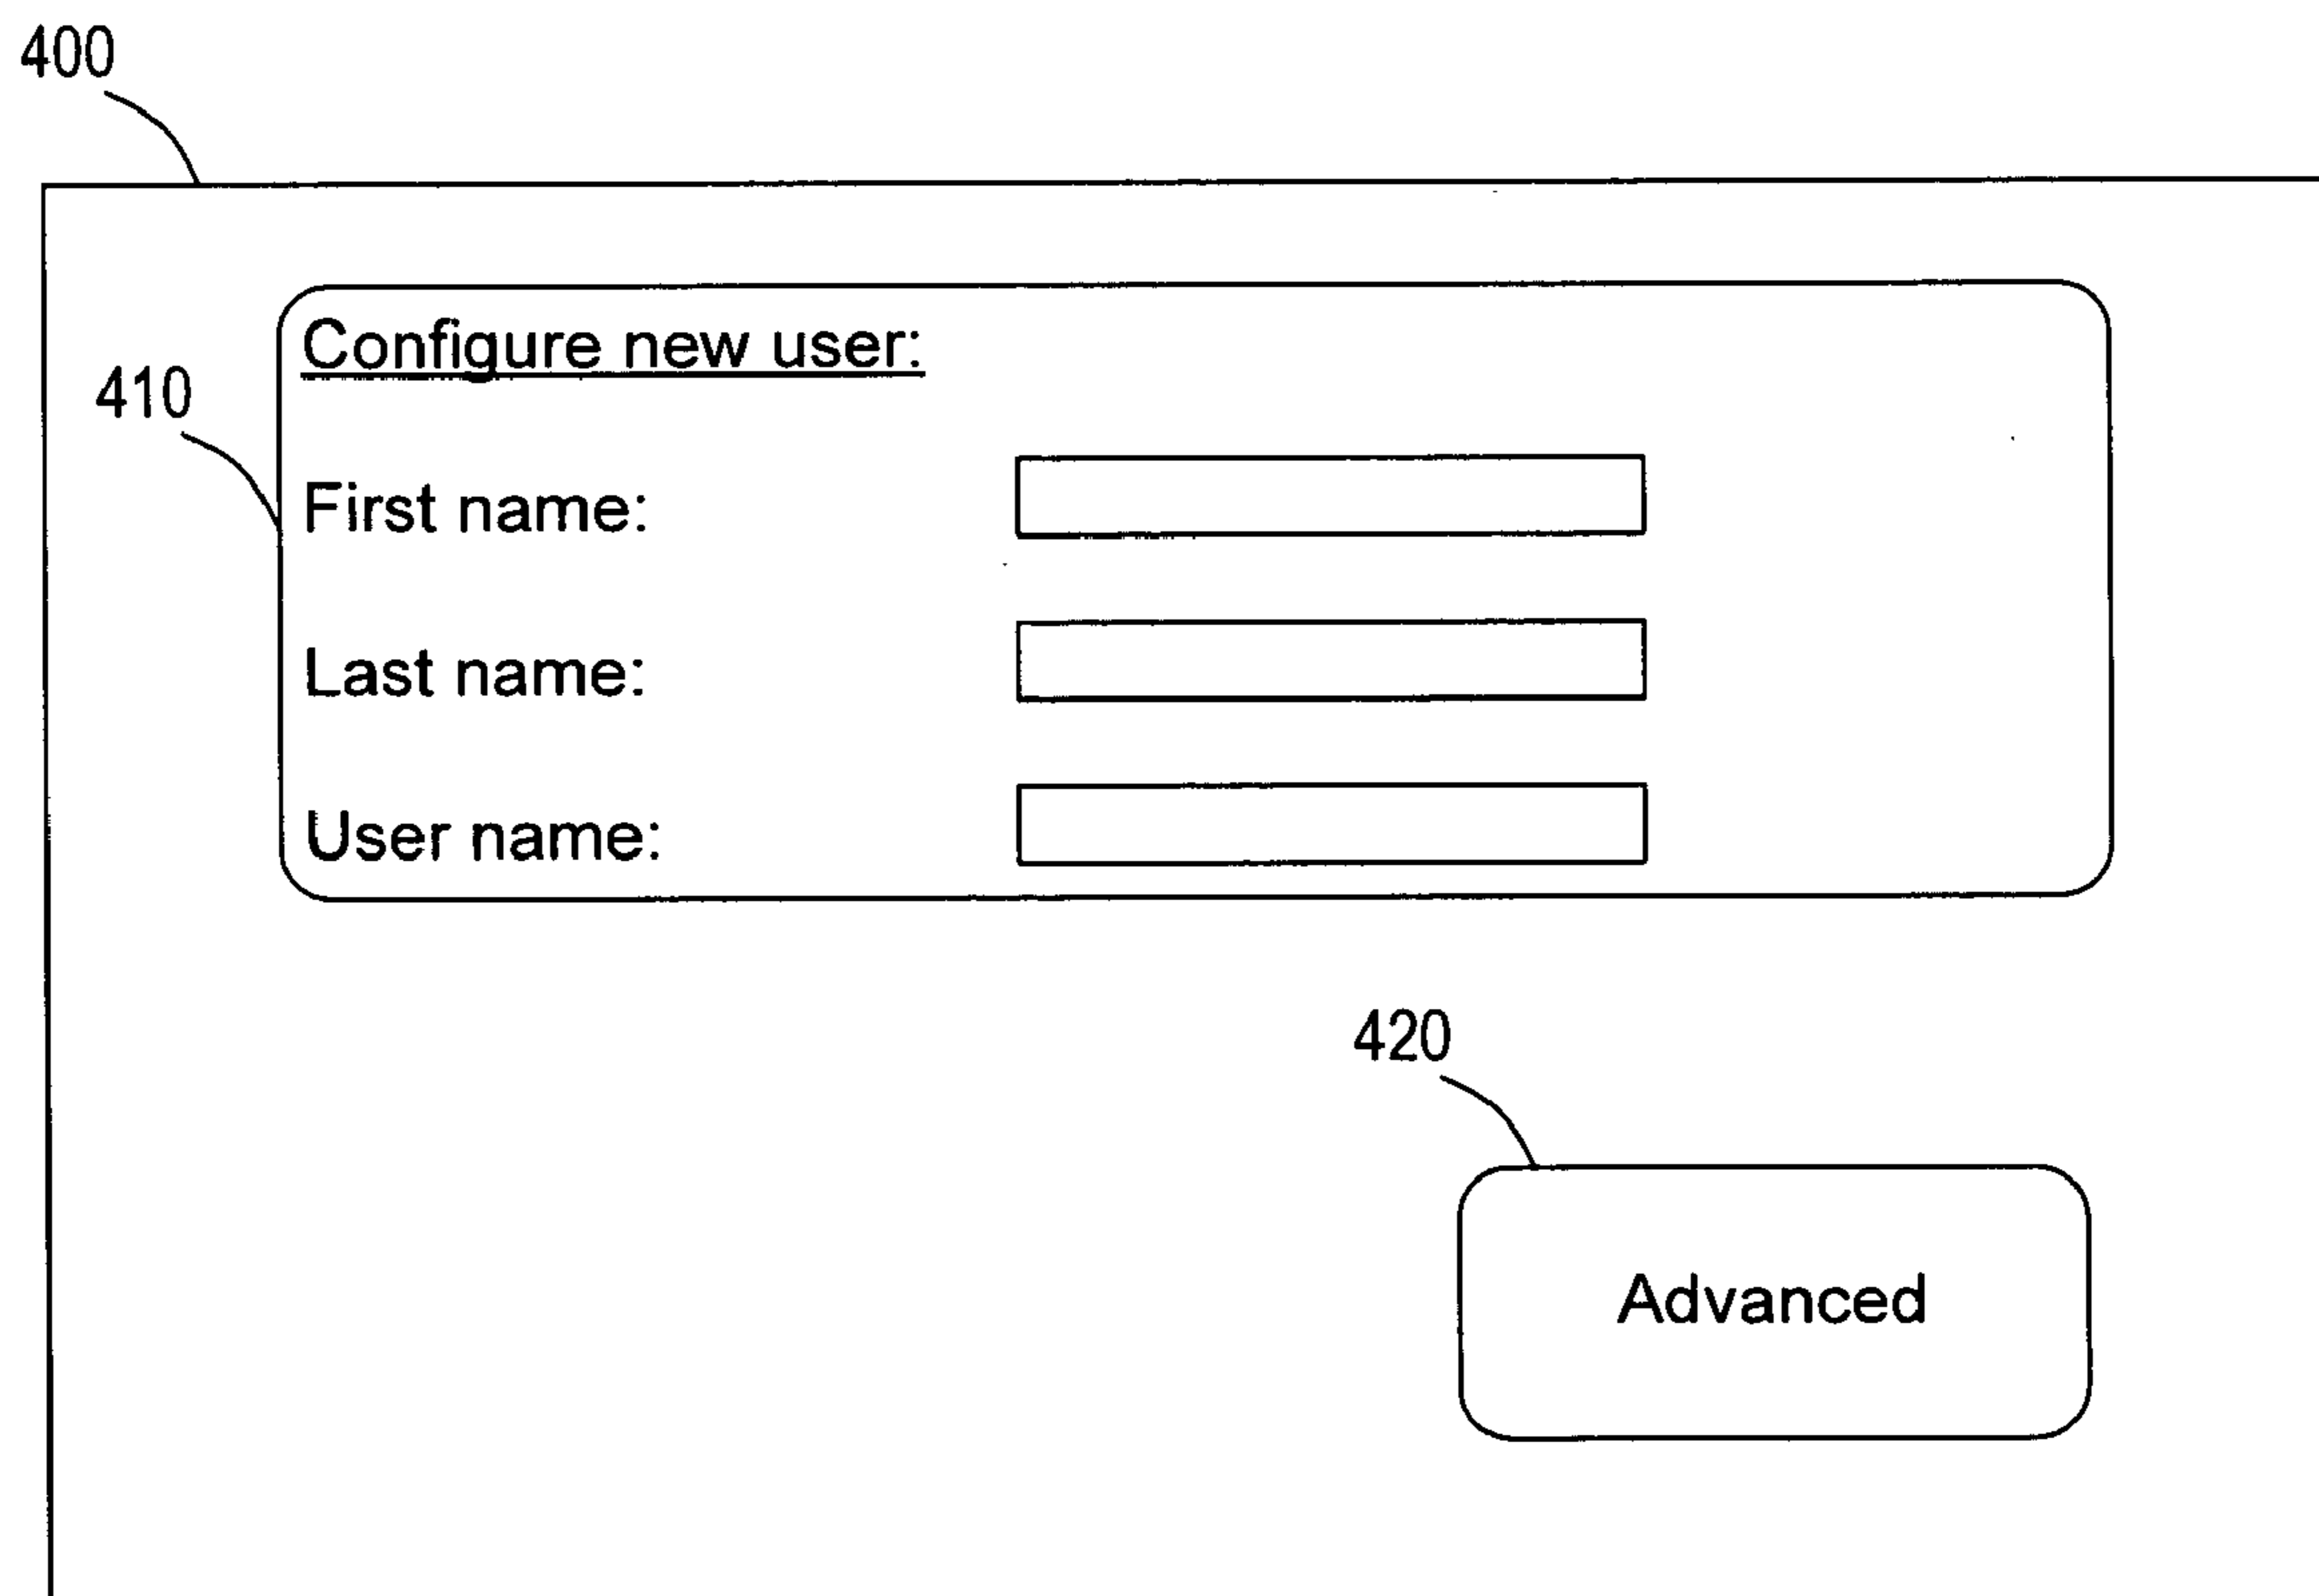 400
Configure new user:
410
First name:
Last name:
User name:
420
Advanced